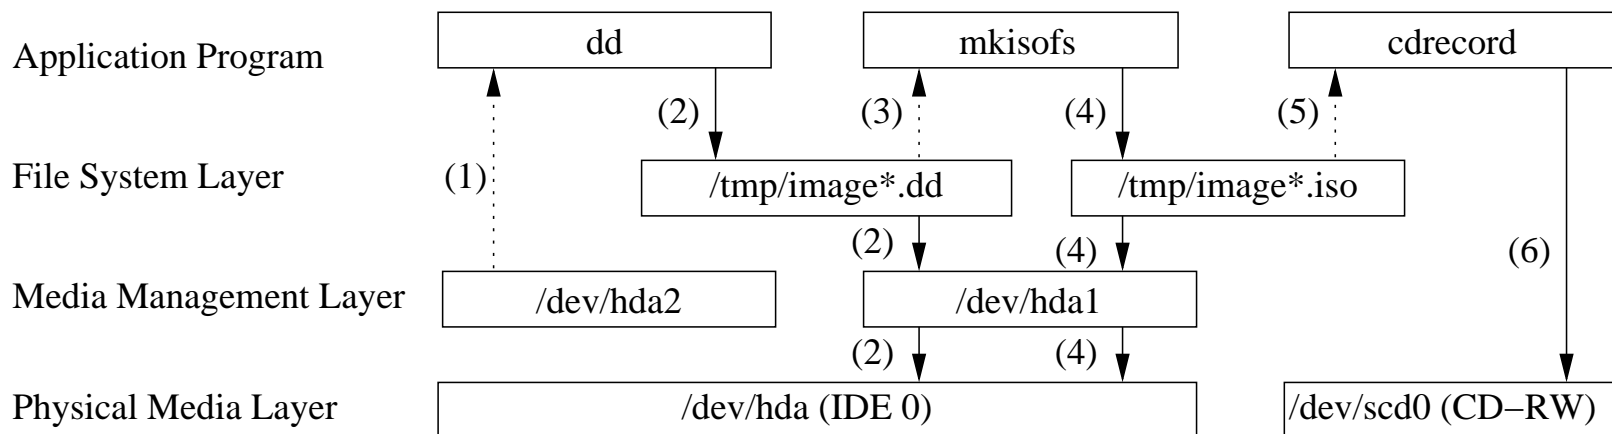 Application Program
dd
mkisofs
cdrecord
(2)
(3)
(4)
(5)
File System Layer
(1)
/tmp/image*.dd
/tmp/image*.iso
(2)
(4)
(6)
Media Management Layer
/dev/hda2
/dev/hda1
(2)
(4)
Physical Media Layer
/dev/hda (IDE 0)
/dev/scd0 (CD−RW)